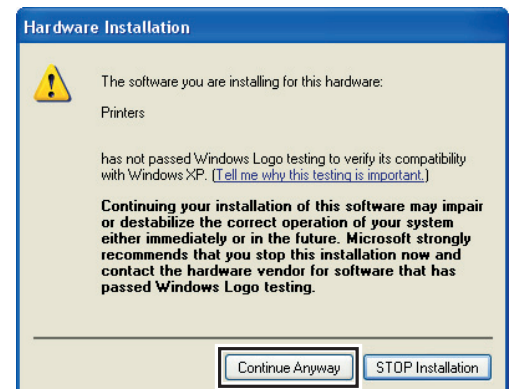 Hardware Installation
The software you are installing for this hardware:
Printers
has not passed Windows Logo testing to verify its compatibility
with Windows XP. (Tell me why this testing is important.)
Continuing your installation of this software may impair
or destabilize the correct operation of your system
either immediately or in the future. Microsoft strongly
recommends that you stop this installation now and
contact the hardware vendor for software that has
passed Windows Logo testing.
Continue Anyway STOP Installation